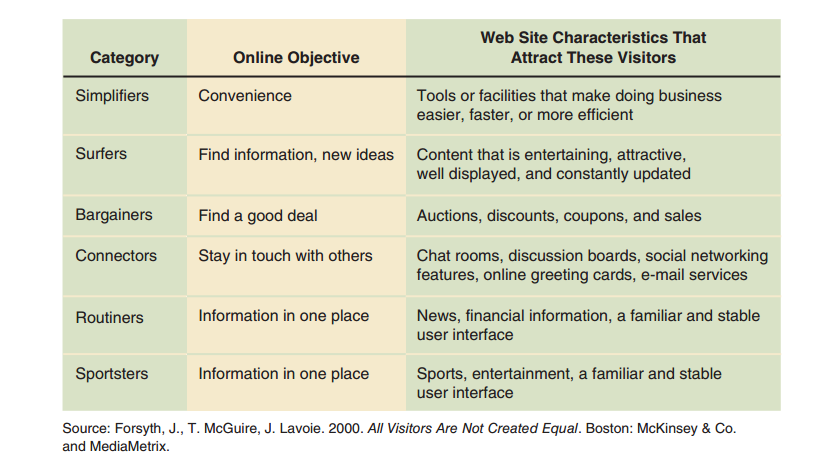 Category Online Objective Web Site Characteristics That
Attract These Visitors
Simplifiers Convenience Tools or facilities that make doing business
easier, faster, or more efficient
Surfers Find information, new ideas Content that is entertaining, attractive,
well displayed, and constantly updated
Bargainers Find a good deal Auctions, discounts, coupons, and sales
Connectors Stay in touch with others Chat rooms, discussion boards, social networking
features, online greeting cards, e-mail services
Routiners Information in one place News, financial information, a familiar and stable
user interface
Sportsters Information in one place Sports, entertainment, a familiar and stable
user interface
Source: Forsyth, J., T. McGuire, J. Lavoie. 2000. All Visitors Are Not Created Equal. Boston: McKinsey & Co.
and MediaMetrix.